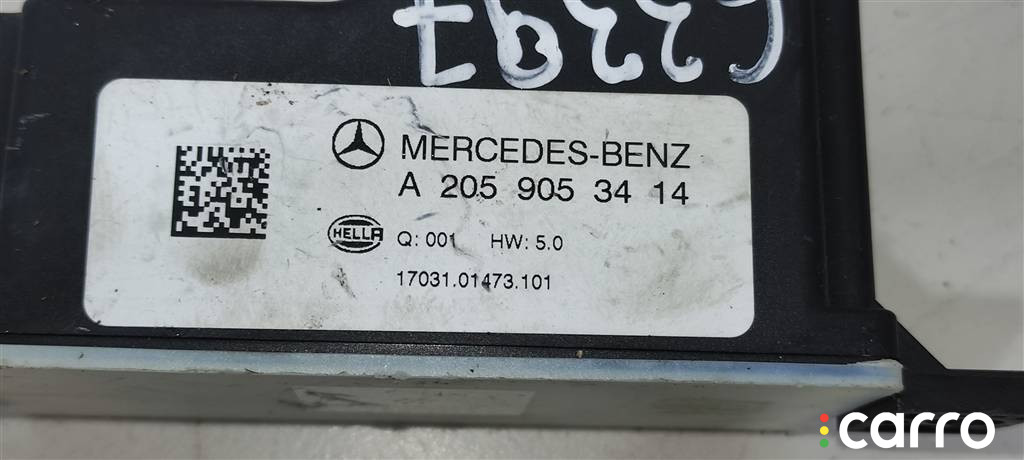 MERCEDES-BENZ
A 205 905 34 14
HELLA
Q: 001 HW: 5.0
17031.01473.101
carro